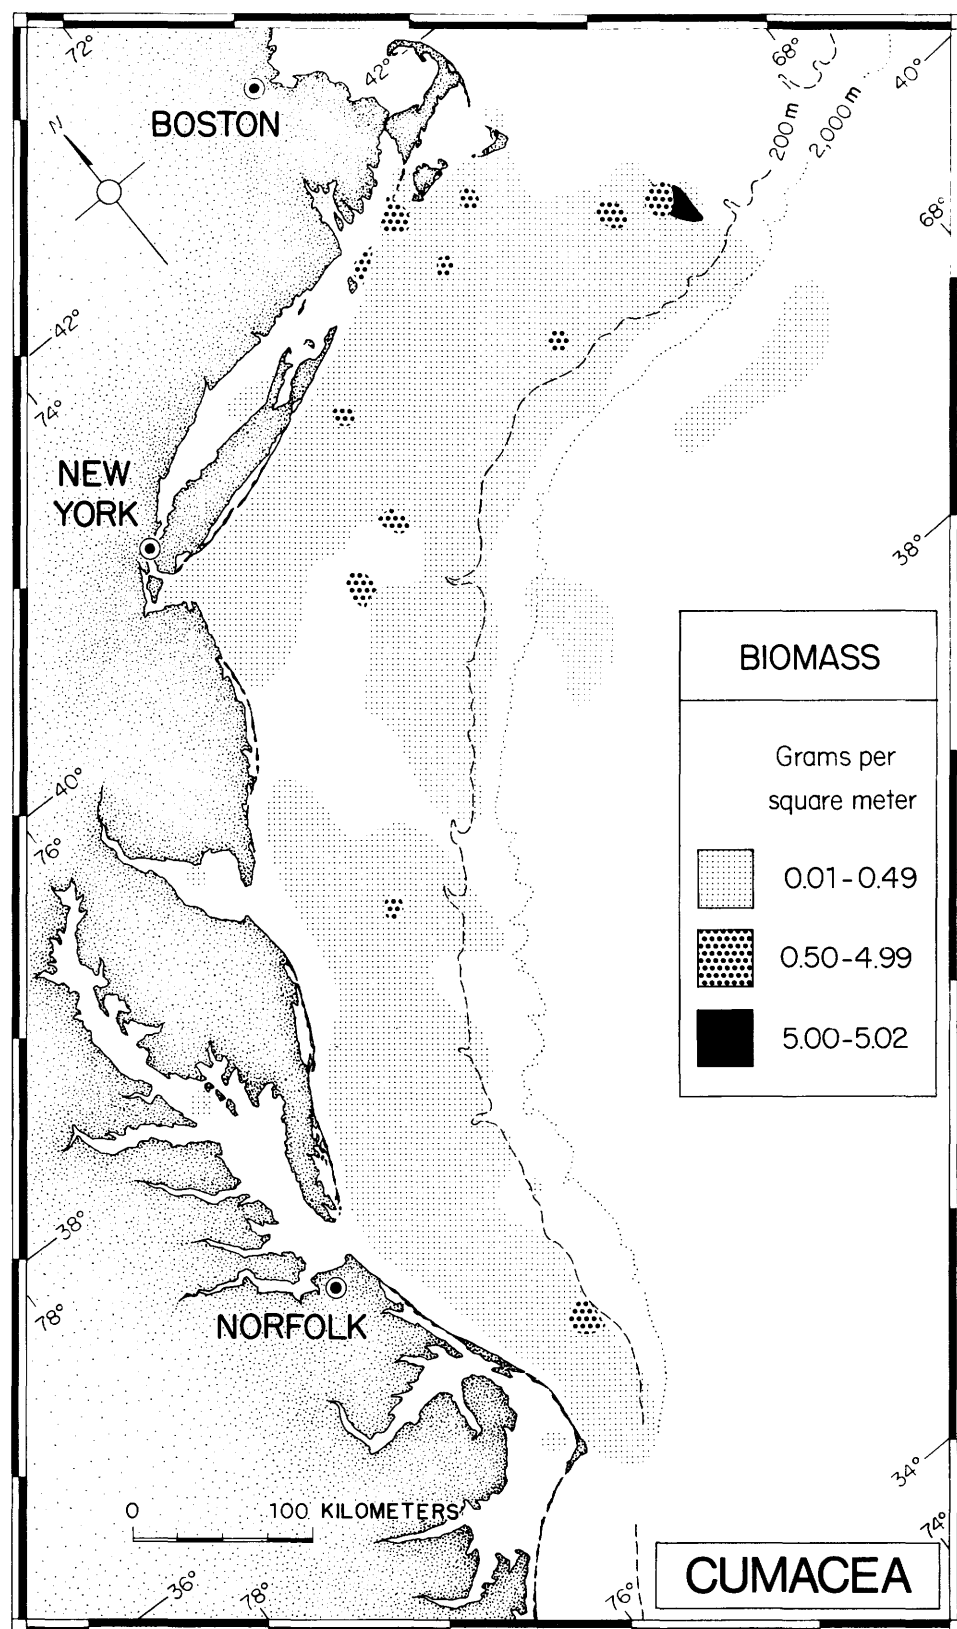 72°
42°
68°
40°
BOSTON
N
200 m
2,000 m
68°
42°
74°
NEW
YORK
38°
BIOMASS
Grams per
square meter
0.01-0.49
0.50-4.99
5.00-5.02
40°
76°
38°
78°
NORFOLK
34°
0 100 KILOMETERS
74°
CUMACEA
36°
78°
76°